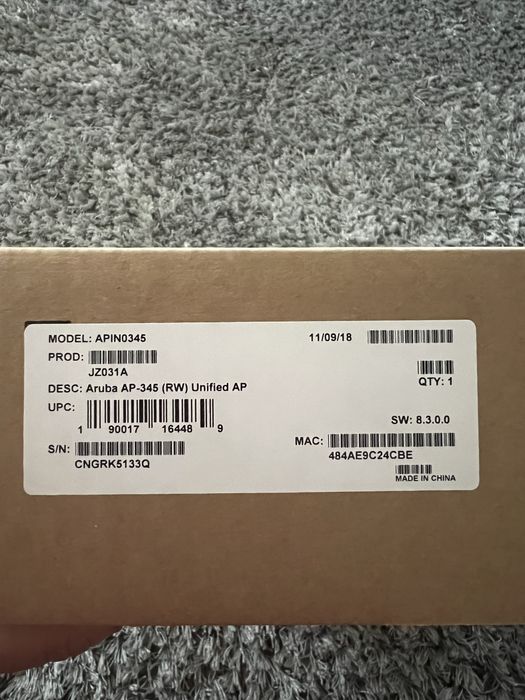 MODEL: APIN0345 11/09/18
PROD:
JZ031A
QTY: 1
DESC: Aruba AP-345 (RW) Unified AP
UPC:
1 90017 16448 9
SW: 8.3.0.0
S/N:
CNGRK5133Q
MAC:
484AE9C24CBE
MADE IN CHINA